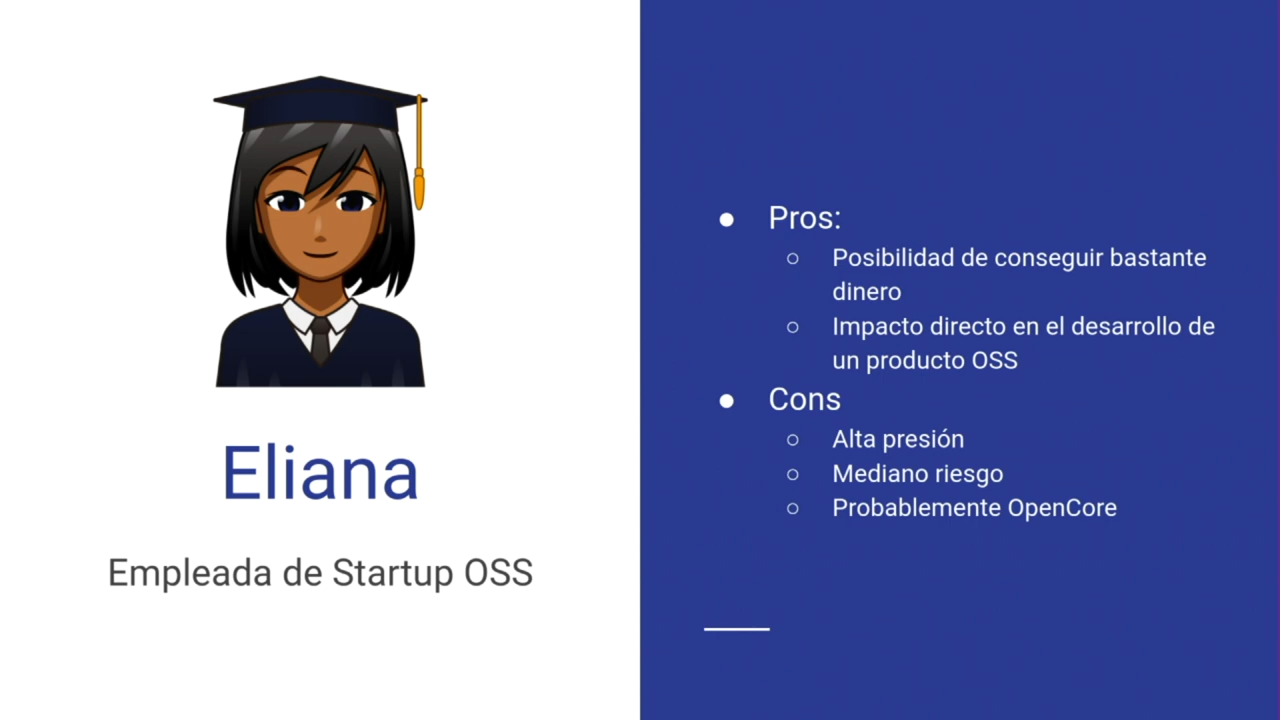 Eliana
Empleada de Startup OSS
● Pros:
○ Posibilidad de conseguir bastante
dinero
○ Impacto directo en el desarrollo de
un producto OSS
● Cons
○ Alta presión
○ Mediano riesgo
○ Probablemente OpenCore